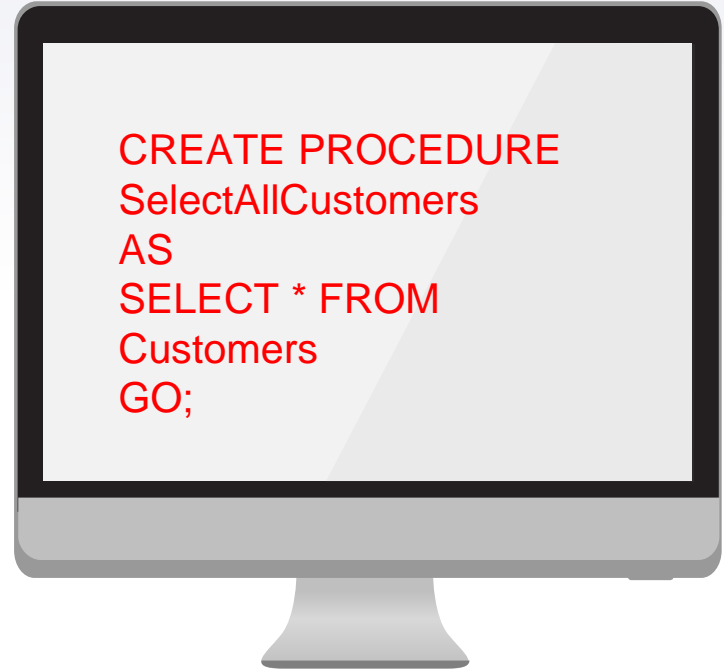 CREATE PROCEDURE
SelectAllCustomers
AS
SELECT * FROM
Customers
GO;